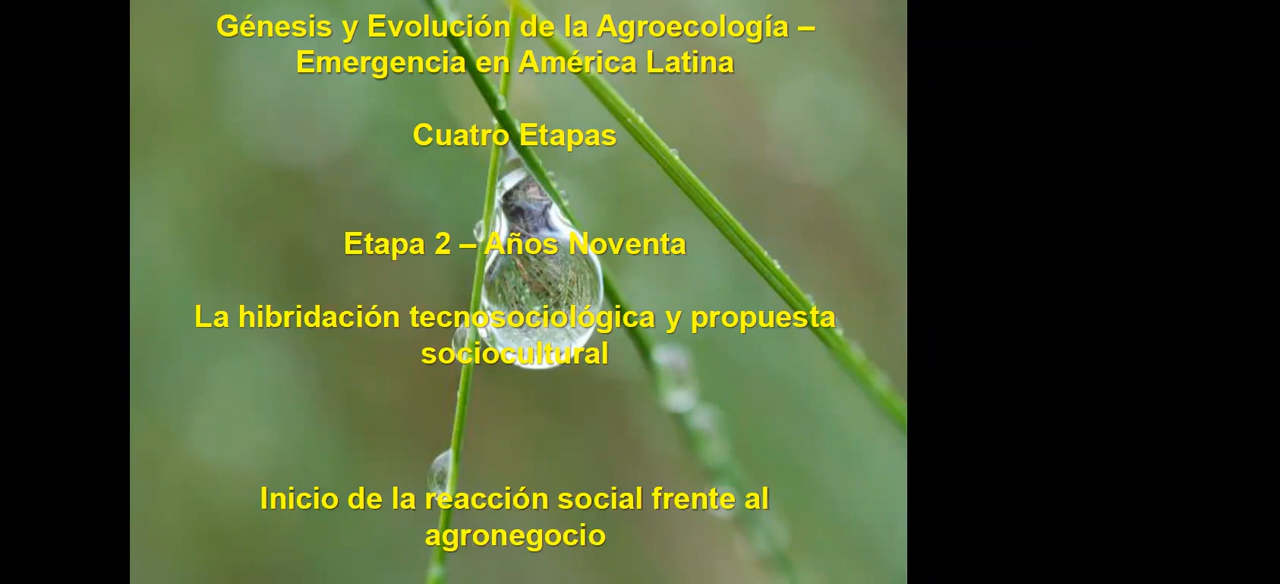 Génesis y Evolución de la Agroecología –
Emergencia en América Latina
Cuatro Etapas
Etapa 2 – Años Noventa
La hibridación tecnosociológica y propuesta
sociocultural
Inicio de la reacción social frente al
agronegocio